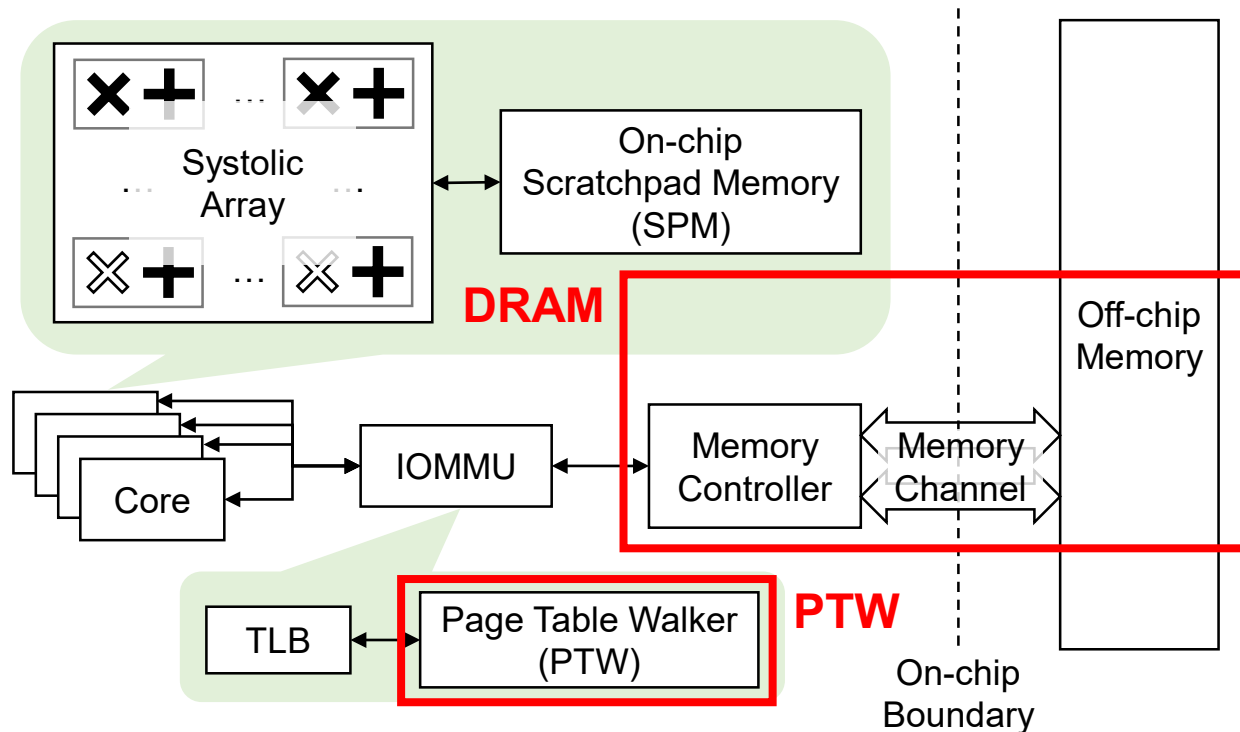 Systolic
Array
On-chip
Scratchpad Memory
(SPM)
DRAM
Off-chip
Memory
Core
IOMMU
Memory
Controller
Memory
Channel
TLB
Page Table Walker
(PTW)
PTW
On-chip
Boundary